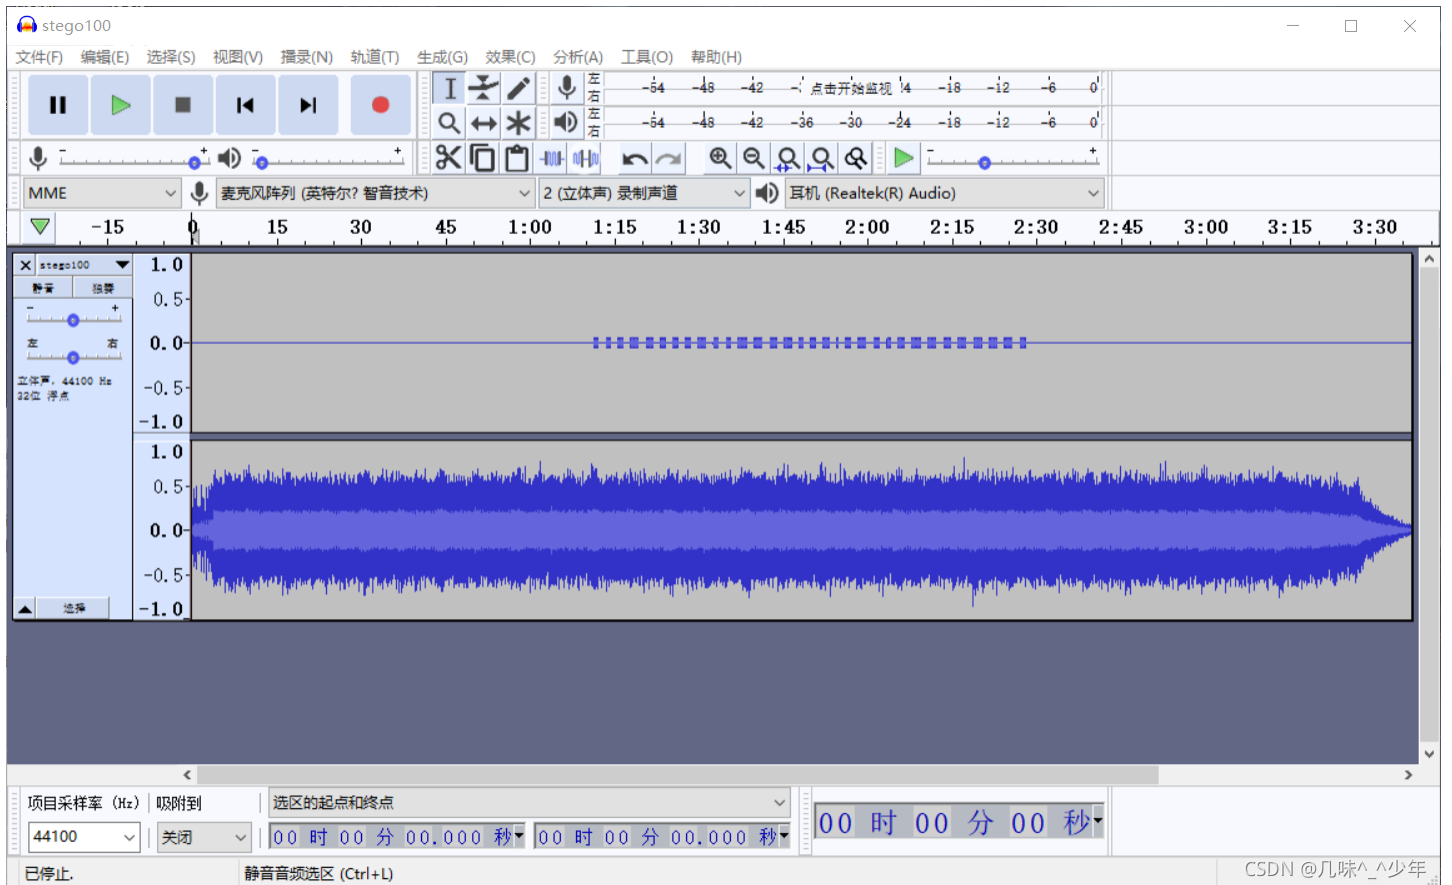 stego100
文件(F) 编辑(E) 选择(S) 视图(V) 播录(N) 轨道(T) 生成(G) 效果(C) 分析(A) 工具(O) 帮助(H)
左 右 -54 -48 -42 点击开始监视 -18 -12 -6 0
左 右 -54 -48 -42 -36 -30 -24 -18 -12 -6 0
MME 麦克风阵列 (英特尔? 智音技术) 2 (立体声) 录制声道 耳机 (Realtek(R) Audio)
-15 0 15 30 45 1:00 1:15 1:30 1:45 2:00 2:15 2:30 2:45 3:00 3:15 3:30
stego100
静音 独奏
- +
左 右
立体声, 44100 Hz
32位 浮点
选择
1.0
0.5-
0.0-
-0.5-
-1.0
1.0
0.5-
0.0-
-0.5-
-1.0
项目采样率 (Hz) 吸附到 选区的起点和终点
44100 关闭 00 时 00 分 00.000 秒 00 时 00 分 00.000 秒 00 时 00 分 00 秒
已停止. 静音音频选区 (Ctrl+L)
CSDN @几味^_^少年